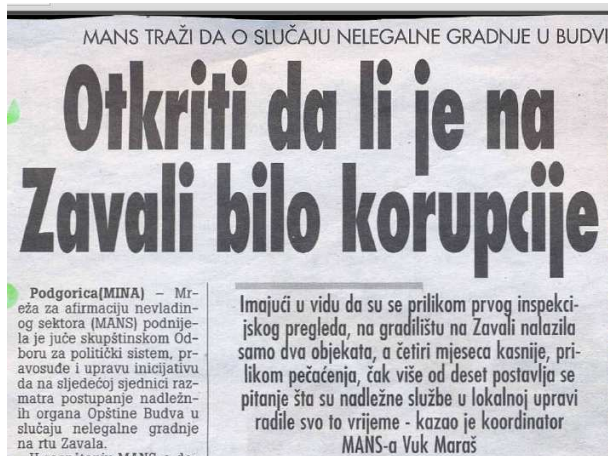 MANS TRAŽI DA O SLUČAJU NELEGALNE GRADNJE U BUDVI
Otkriti da li je na
Zavali bilo korupcije
Podgorica(MINA) – Mr-
eža za afirmaciju nevladin-
og sektora (MANS) podnije-
la je juče skupštinskom Od-
boru za politički sistem, pr-
avosuđe i upravu inicijativu
da na sljedećoj sjednici raz-
matra postupanje nadležn-
ih organa Opštine Budva u
slučaju nelegalne gradnje
na rtu Zavala.
Imajući u vidu da su se prilikom prvog inspekci-
jskog pregleda, na gradilištu na Zavali nalazila
samo dva objekata, a četiri mjeseca kasnije, pri-
likom pečaćenja, čak više od deset postavlja se
pitanje šta su nadležne službe u lokalnoj upravi
radile svo to vrijeme - kazao je koordinator
MANS-a Vuk Maraš